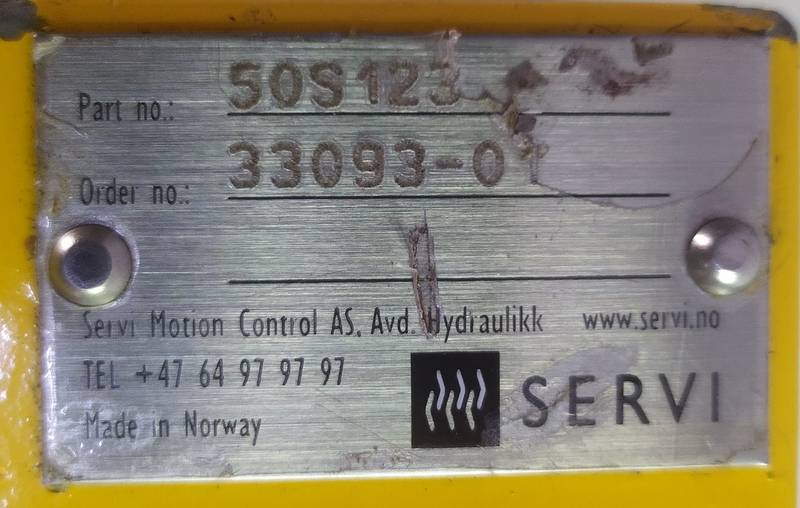 Part no.: 50S123
Order no.: 33093-01
Servi Motion Control AS, Avd. Hydraulikk www.servi.no
TEL +47 64 97 97 97
Made in Norway
SERVI